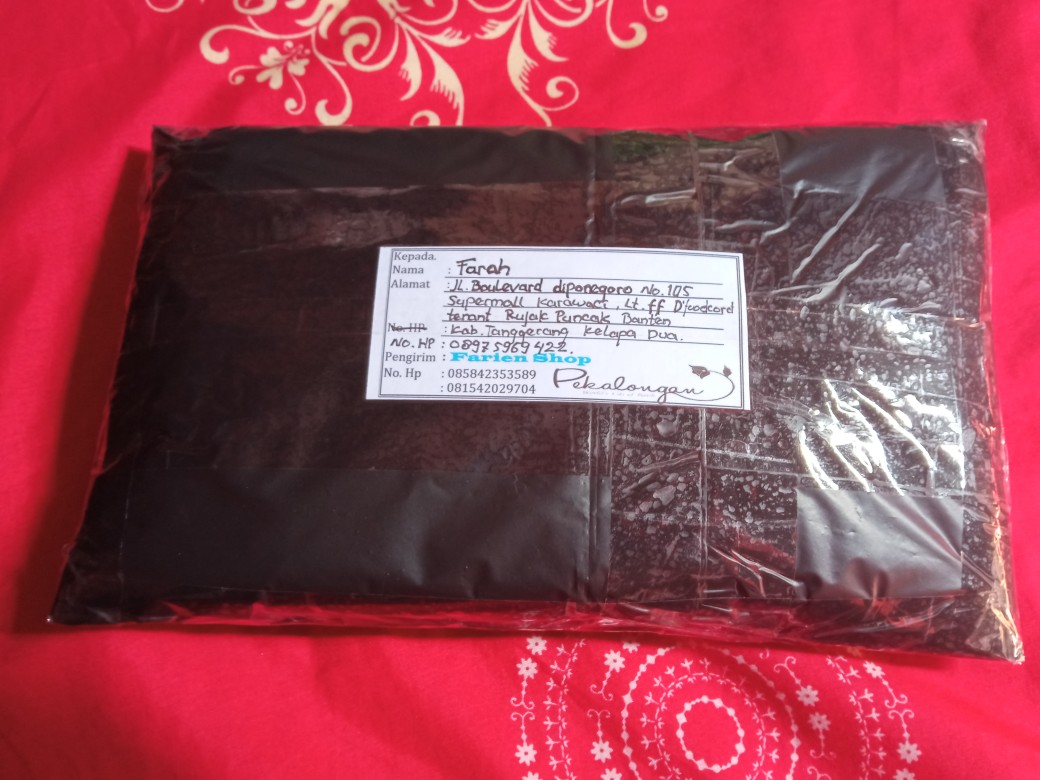 Kepada.
Nama : Farah
Alamat : JL. Boulevard diponegoro No.105
Supermall Karawaci, Lt. ff D'foodcord
tenant Rujak Puncak Banten
No. HP : Kab. Tanggerang Kelapa Dua.
No. HP : 08975969422.
Pengirim : Farien Shop
No. Hp : 085842353589
: 081542029704
Pekalongan